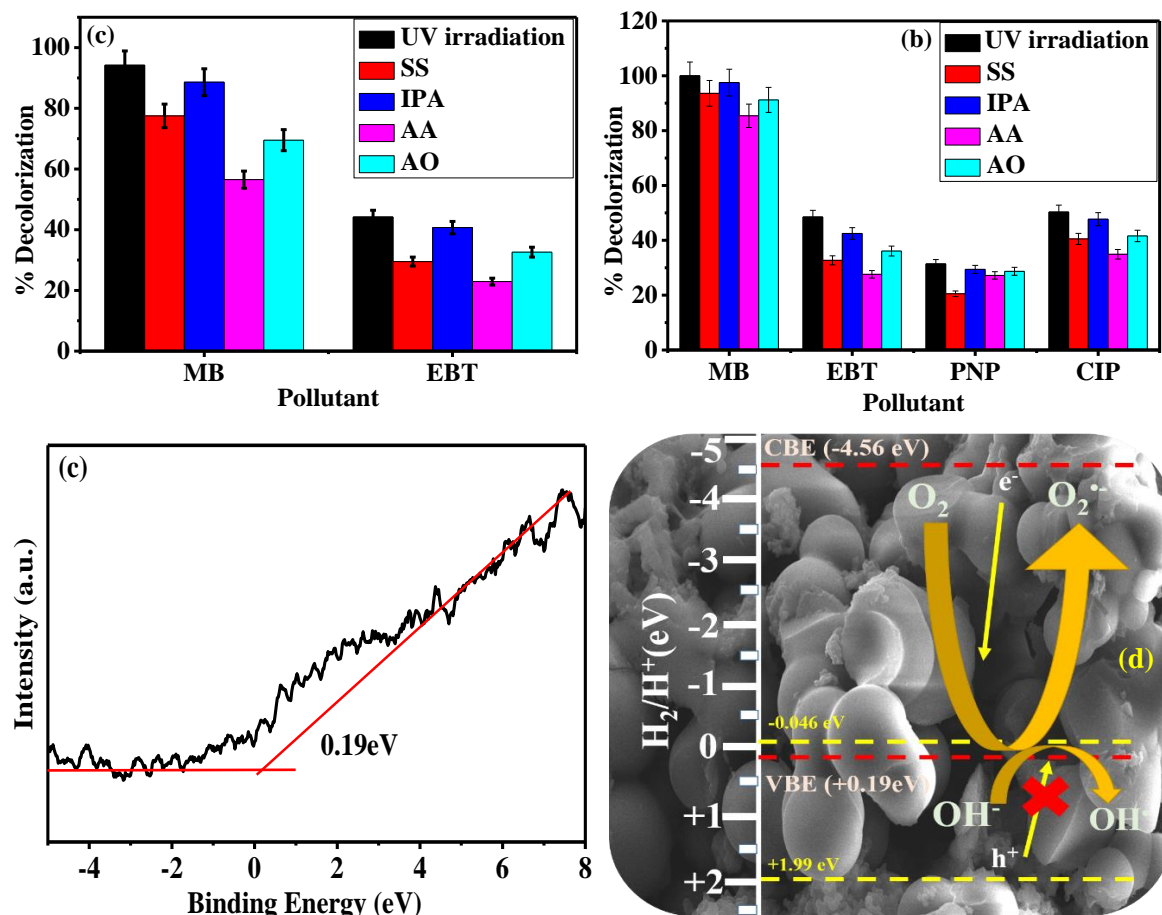 (c)
UV irradiation
SS
IPA
AA
AO
100
80
60
40
20
0
% Decolorization
MB EBT
Pollutant
(b)
UV irradiation
SS
IPA
AA
AO
120
100
80
60
40
20
0
% Decolorization
MB EBT PNP CIP
Pollutant
(c)
Intensity (a.u.)
0.19eV
-4 -2 0 2 4 6 8
Binding Energy (eV)
-5
-4
-3
-2
-1
0
+1
+2
H2/H+(eV)
CBE (-4.56 eV)
O2 e- O2•-
(d)
-0.046 eV
VBE (+0.19eV)
OH- OH•
h+
+1.99 eV